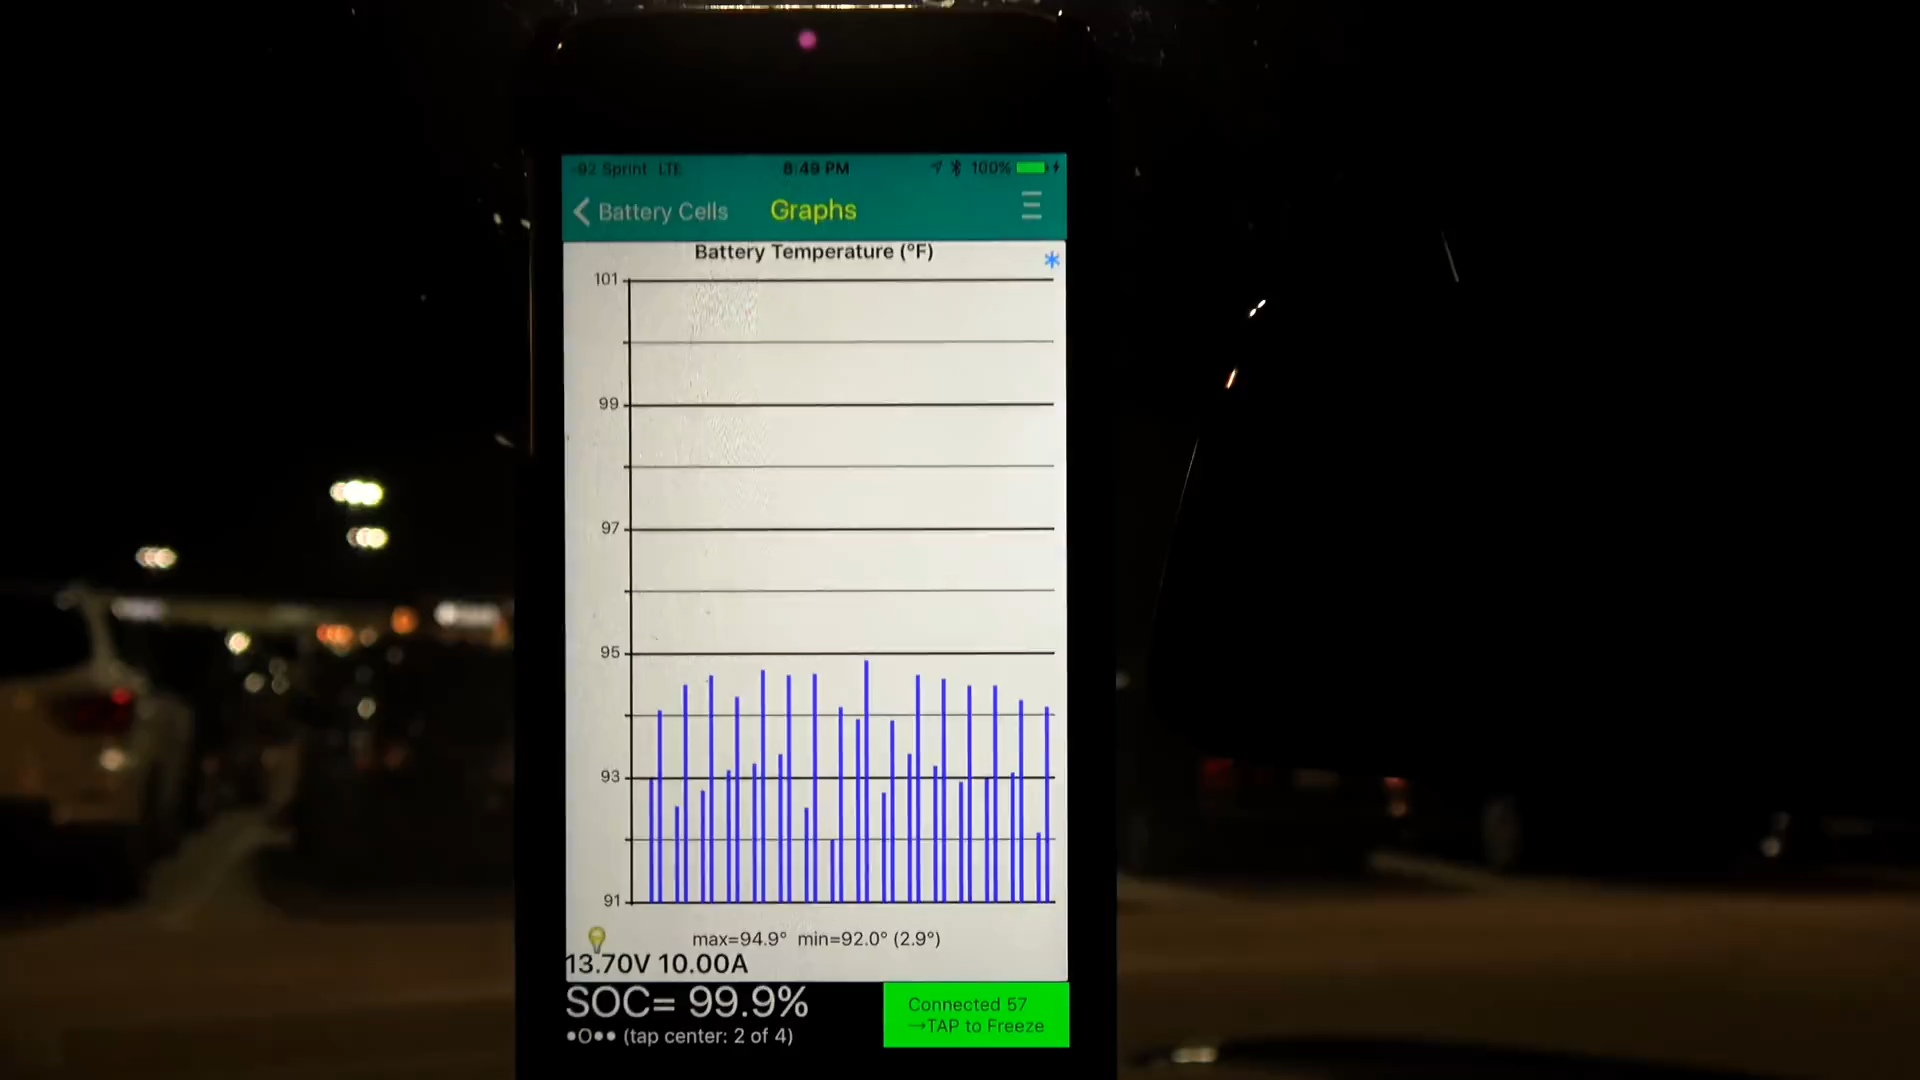 -92 Sprint LTE 8:49 PM 100%
Battery Cells Graphs
Battery Temperature (°F)
101
99
97
95
93
91
max=94.9° min=92.0° (2.9°)
13.70V 10.00A
SOC= 99.9%
Connected 57
→TAP to Freeze
•O•• (tap center: 2 of 4)